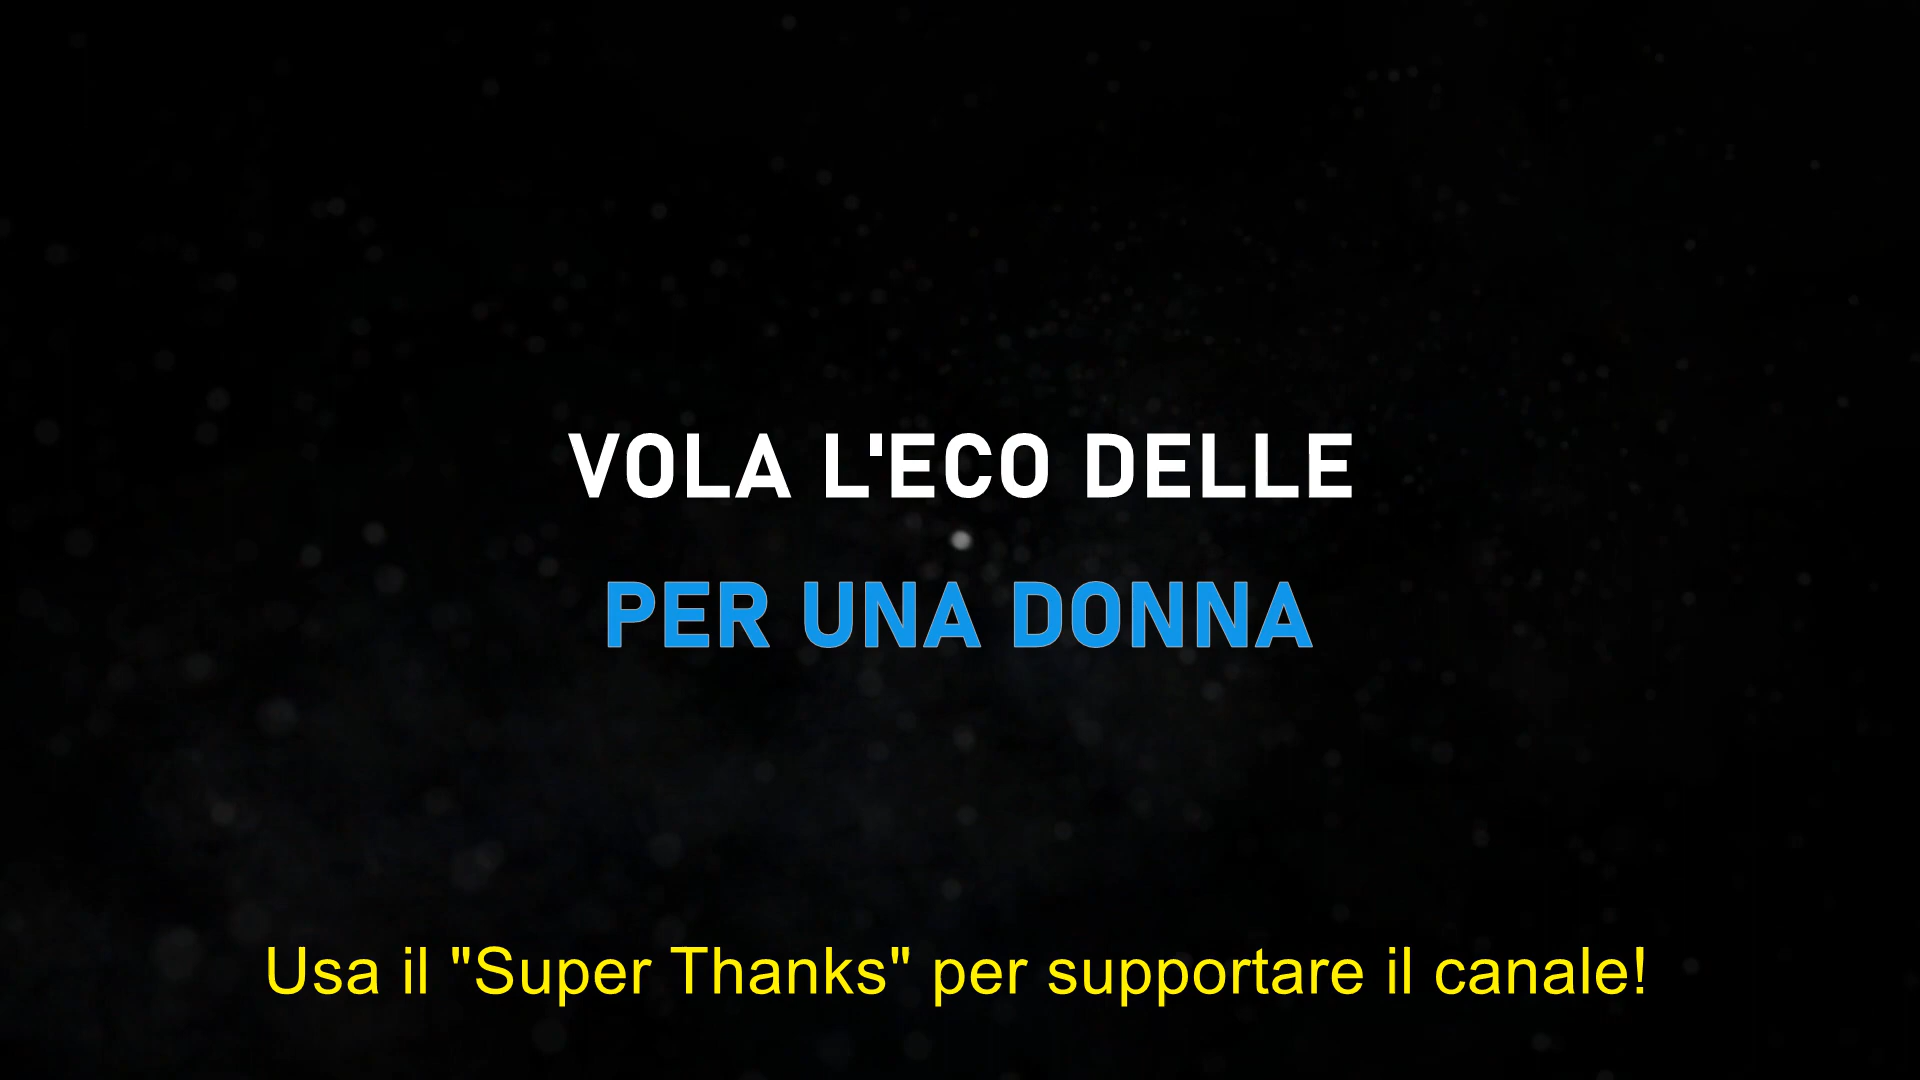 VOLA L'ECO DELLE
PER UNA DONNA
Usa il "Super Thanks" per supportare il canale!